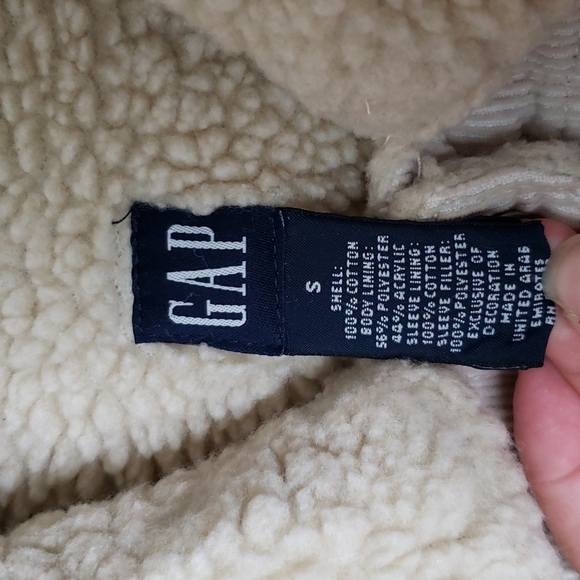 GAP
S
SHELL:
100% COTTON
BODY LINING:
56% POLYESTER
44% ACRYLIC
SLEEVE LINING:
100% COTTON
SLEEVE FILLER:
100% POLYESTER
EXCLUSIVE OF
DECORATION
MADE IN
UNITED ARAB
EMIRATES
RN